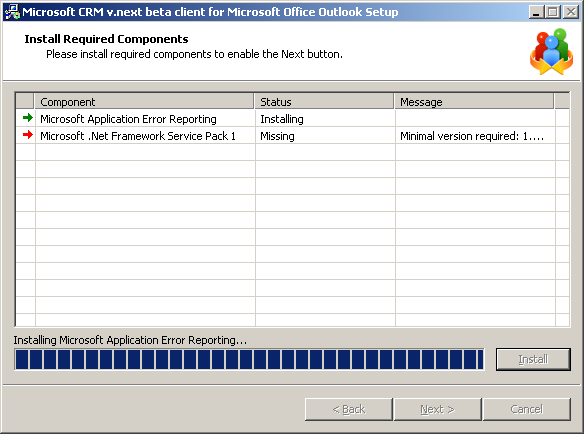 Microsoft CRM v.next beta client for Microsoft Office Outlook Setup
Install Required Components
Please install required components to enable the Next button.
Component Status Message
Microsoft Application Error Reporting Installing
Microsoft .Net Framework Service Pack 1 Missing Minimal version required: 1....
Installing Microsoft Application Error Reporting...
Install
< Back Next > Cancel